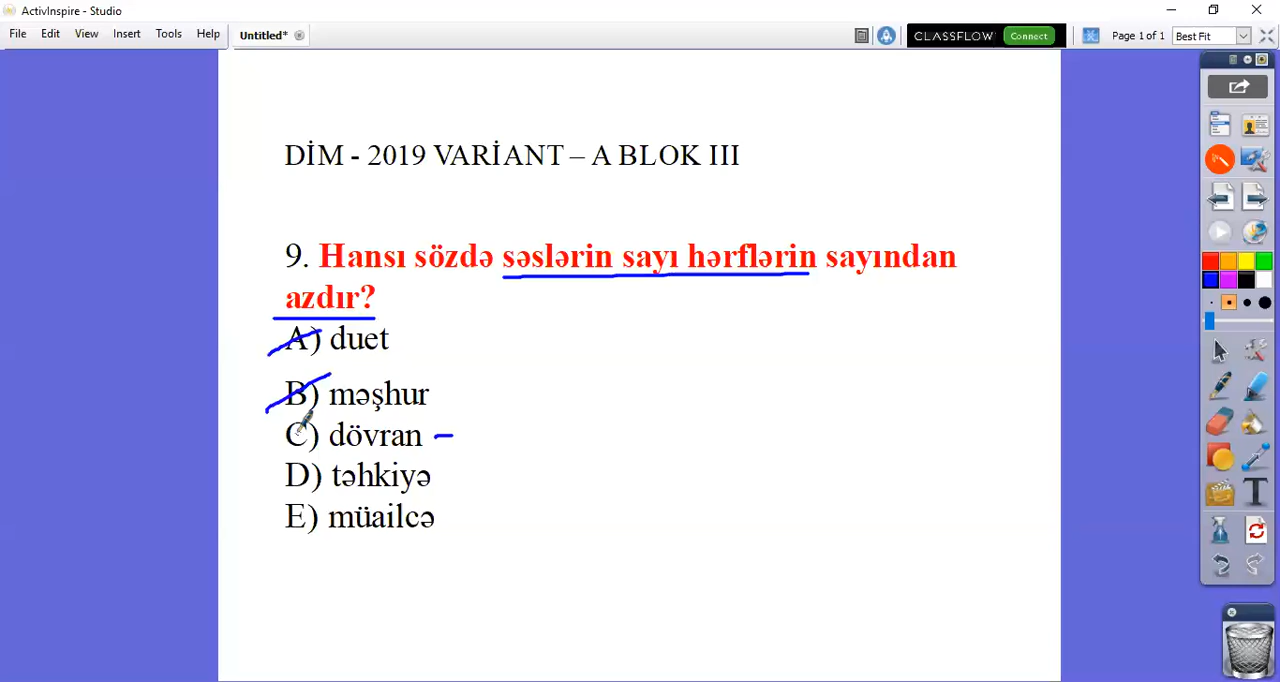 ActivInspire - Studio
File Edit View Insert Tools Help Untitled* CLASSFLOW Connect Page 1 of 1 Best Fit
DİM - 2019 VARİANT – A BLOK III
9. Hansı sözdə səslərin sayı hərflərin sayından
azdır?
A) duet
B) məşhur
C) dövran
D) təhkiyə
E) müailcə